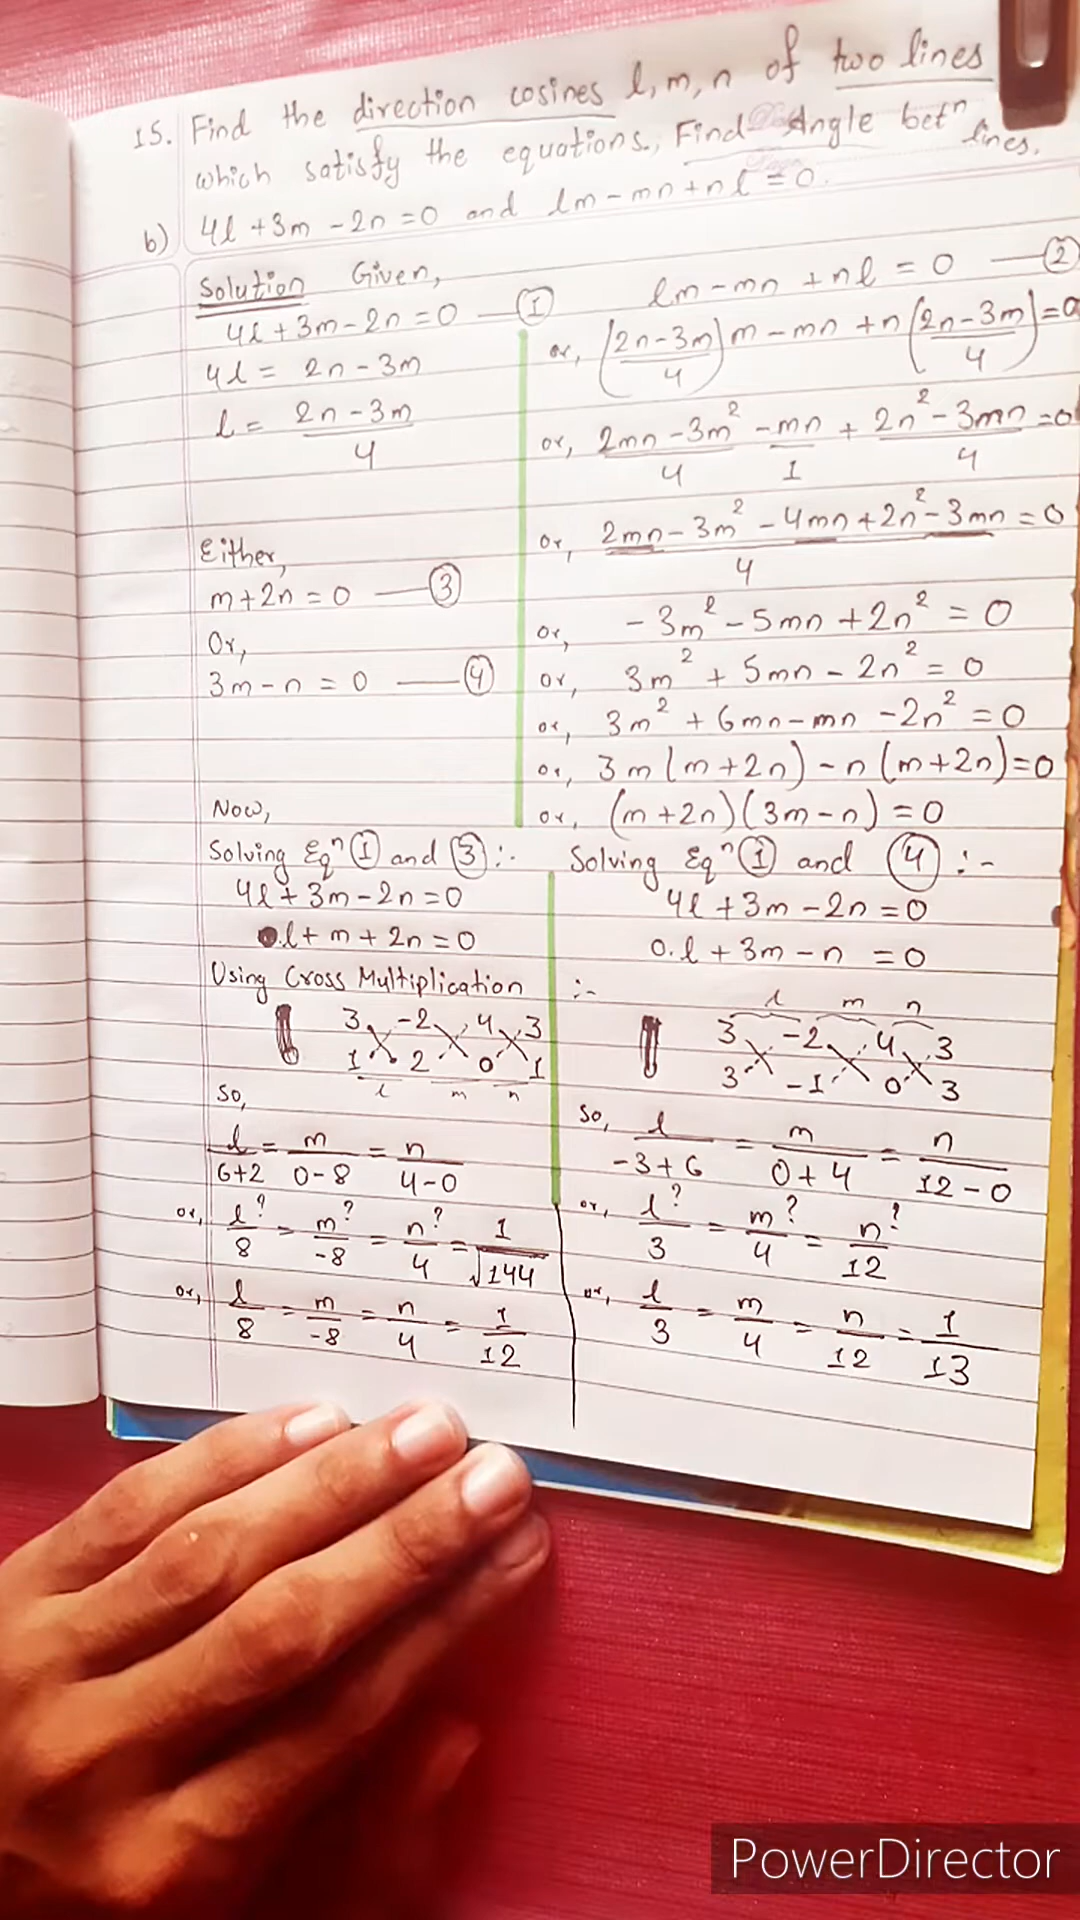 15. Find the direction cosines l, m, n of two lines
which satisfy the equations., Find Angle betⁿ lines.
b) 4l + 3m - 2n = 0 and lm - mn + nl = 0.
Solution Given,
4l + 3m - 2n = 0 — ①
4l = 2n - 3m
l = (2n - 3m)/4
Either,
m + 2n = 0 — ③
Or,
3m - n = 0 — ④
lm - mn + nl = 0 — ②
or, ((2n - 3m)/4) m - mn + n ((2n - 3m)/4) = 0
or, (2mn - 3m²)/4 - mn/1 + (2n² - 3mn)/4 = 0
or, (2mn - 3m² - 4mn + 2n² - 3mn)/4 = 0
or, - 3m² - 5mn + 2n² = 0
or, 3m² + 5mn - 2n² = 0
or, 3m² + 6mn - mn - 2n² = 0
or, 3m (m + 2n) - n (m + 2n) = 0
or, (m + 2n) (3m - n) = 0
Now,
Solving Eqⁿ ① and ③ :-
4l + 3m - 2n = 0
0.l + m + 2n = 0
Using Cross Multiplication :-
3 -2 4 3
1 2 0 1
l m n
So,
l/(6+2) = m/(0-8) = n/(4-0)
or, l?/8 = m?/-8 = n?/4 = 1/√144
or, l/8 = m/-8 = n/4 = 1/12
Solving Eqⁿ ① and ④ :-
4l + 3m - 2n = 0
0.l + 3m - n = 0
l m n
3 -2 4 3
3 -1 0 3
So, l/(-3+6) = m/(0+4) = n/(12-0)
or, l?/3 = m?/4 = n?/12
or, l/3 = m/4 = n/12 = 1/13
PowerDirector